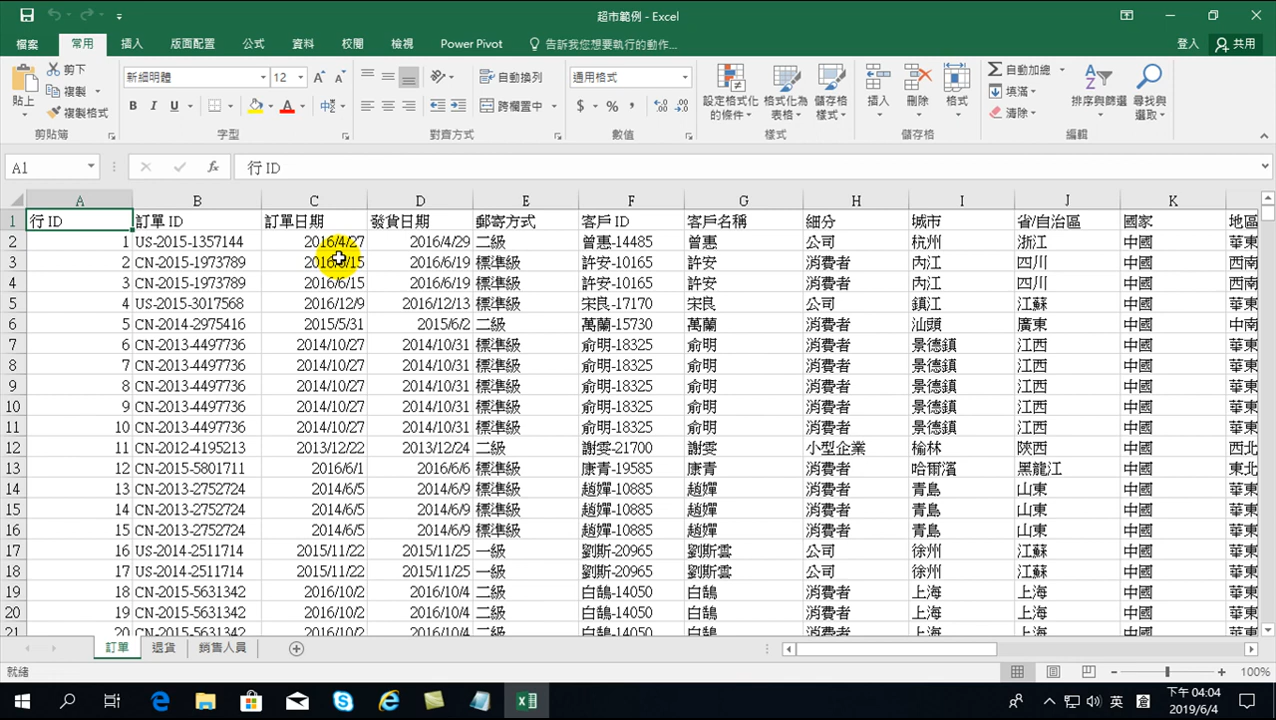 超市範例 - Excel
檔案 常用 插入 版面配置 公式 資料 校閱 檢視 Power Pivot 告訴我您想要執行的動作... 登入 共用
貼上 剪下 複製 複製格式 剪貼簿
新細明體 12 B I U A A A 中 字型
自動換列 跨欄置中 對齊方式
通用格式 $ % , 數值
設定格式化的條件 格式化為表格 儲存格樣式 樣式
插入 刪除 格式 儲存格
自動加總 填滿 清除 排序與篩選 尋找與選取 編輯
A1 fx 行 ID
A B C D E F G H I J K
1 行 ID 訂單 ID 訂單日期 發貨日期 郵寄方式 客戶 ID 客戶名稱 細分 城市 省/自治區 國家 地區
2 1 US-2015-1357144 2016/4/27 2016/4/29 二級 曾惠-14485 曾惠 公司 杭州 浙江 中國 華東
3 2 CN-2015-1973789 2016/6/15 2016/6/19 標準級 許安-10165 許安 消費者 內江 四川 中國 西南
4 3 CN-2015-1973789 2016/6/15 2016/6/19 標準級 許安-10165 許安 消費者 內江 四川 中國 西南
5 4 US-2015-3017568 2016/12/9 2016/12/13 標準級 宋良-17170 宋良 公司 鎮江 江蘇 中國 華東
6 5 CN-2014-2975416 2015/5/31 2015/6/2 二級 萬蘭-15730 萬蘭 消費者 汕頭 廣東 中國 中南
7 6 CN-2013-4497736 2014/10/27 2014/10/31 標準級 俞明-18325 俞明 消費者 景德鎮 江西 中國 華東
8 7 CN-2013-4497736 2014/10/27 2014/10/31 標準級 俞明-18325 俞明 消費者 景德鎮 江西 中國 華東
9 8 CN-2013-4497736 2014/10/27 2014/10/31 標準級 俞明-18325 俞明 消費者 景德鎮 江西 中國 華東
10 9 CN-2013-4497736 2014/10/27 2014/10/31 標準級 俞明-18325 俞明 消費者 景德鎮 江西 中國 華東
11 10 CN-2013-4497736 2014/10/27 2014/10/31 標準級 俞明-18325 俞明 消費者 景德鎮 江西 中國 華東
12 11 CN-2012-4195213 2013/12/22 2013/12/24 二級 謝雯-21700 謝雯 小型企業 榆林 陝西 中國 西北
13 12 CN-2015-5801711 2016/6/1 2016/6/6 標準級 康青-19585 康青 消費者 哈爾濱 黑龍江 中國 東北
14 13 CN-2013-2752724 2014/6/5 2014/6/9 標準級 趙嬋-10885 趙嬋 消費者 青島 山東 中國 華東
15 14 CN-2013-2752724 2014/6/5 2014/6/9 標準級 趙嬋-10885 趙嬋 消費者 青島 山東 中國 華東
16 15 CN-2013-2752724 2014/6/5 2014/6/9 標準級 趙嬋-10885 趙嬋 消費者 青島 山東 中國 華東
17 16 US-2014-2511714 2015/11/22 2015/11/25 一級 劉斯-20965 劉斯雲 公司 徐州 江蘇 中國 華東
18 17 US-2014-2511714 2015/11/22 2015/11/25 一級 劉斯-20965 劉斯雲 公司 徐州 江蘇 中國 華東
19 18 CN-2015-5631342 2016/10/2 2016/10/4 二級 白鵠-14050 白鵠 消費者 上海 上海 中國 華東
20 19 CN-2015-5631342 2016/10/2 2016/10/4 二級 白鵠-14050 白鵠 消費者 上海 上海 中國 華東
21 20 CN-2015-5631342 2016/10/2 2016/10/4 二級 白鵠-14050 白鵠 消費者 上海 上海 中國 華東
訂單 退貨 銷售人員
就緒 100%
英 下午 04:04
2019/6/4